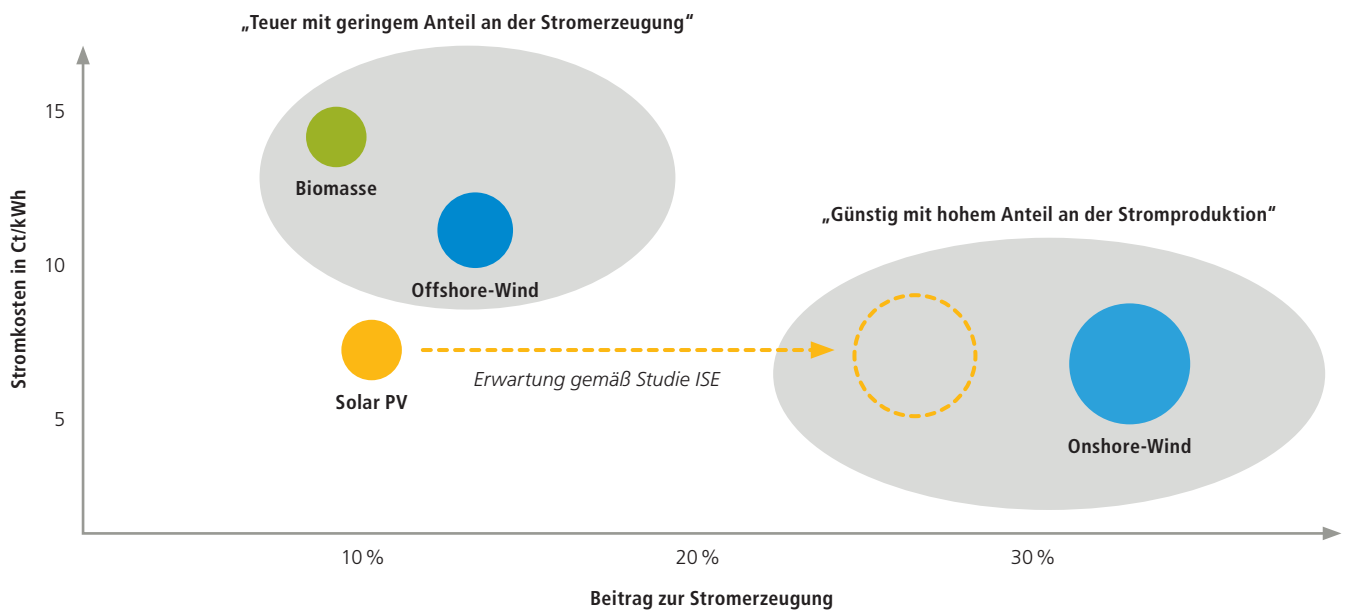 „Teuer mit geringem Anteil an der Stromerzeugung“
15
Biomasse
„Günstig mit hohem Anteil an der Stromproduktion“
Stromkosten in Ct/kWh
10
Offshore-Wind
Erwartung gemäß Studie ISE
Solar PV
5
Onshore-Wind
10 %
20 %
30 %
Beitrag zur Stromerzeugung